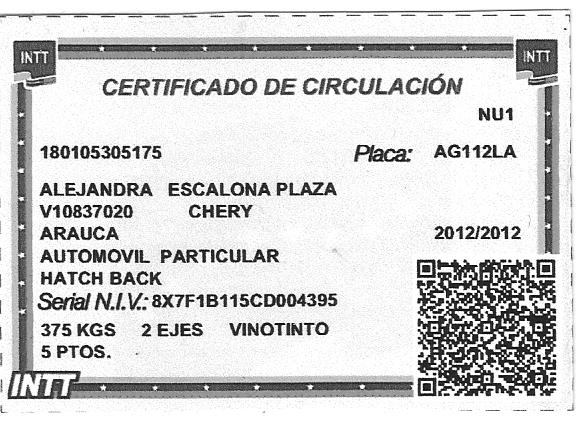 INTT INTT
CERTIFICADO DE CIRCULACIÓN
NU1
180105305175 Placa: AG112LA
ALEJANDRA ESCALONA PLAZA
V10837020 CHERY
ARAUCA 2012/2012
AUTOMOVIL PARTICULAR
HATCH BACK
Serial N.I.V.: 8X7F1B115CD004395
375 KGS 2 EJES VINOTINTO
5 PTOS.
INTT